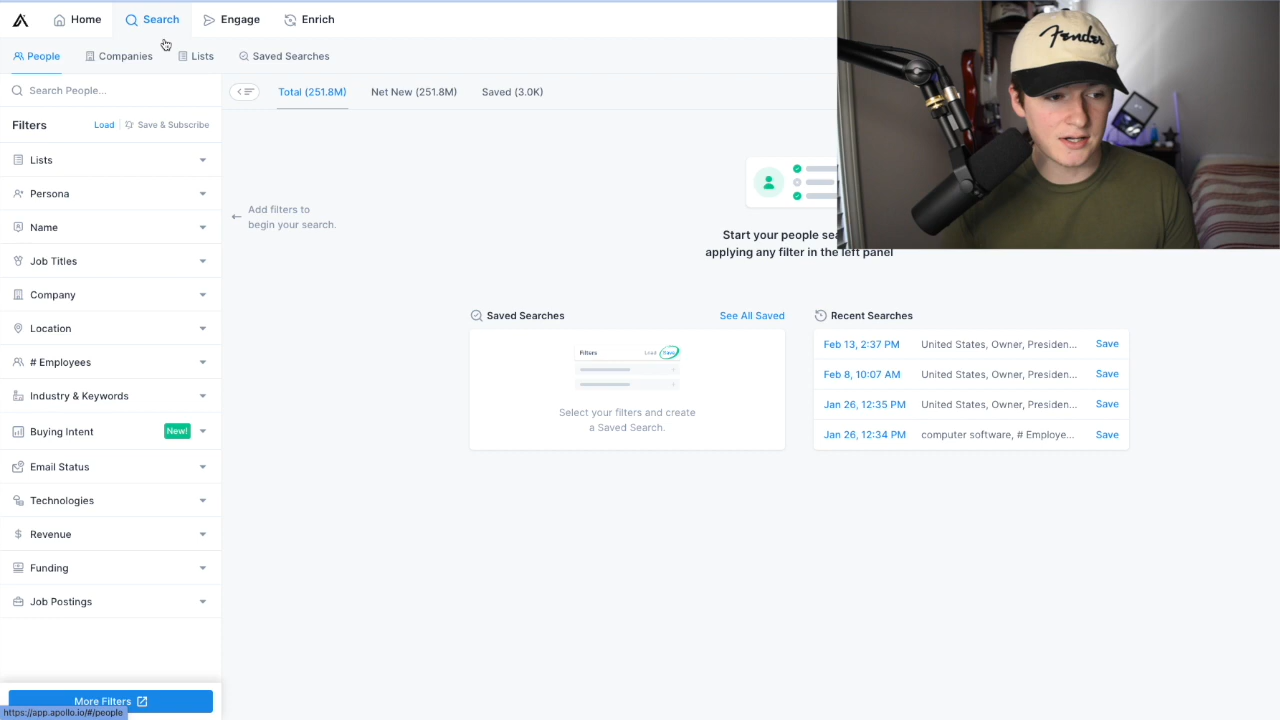 Home
Search
Engage
Enrich
People
Companies
Lists
Saved Searches
Search People...
Total (251.8M)
Net New (251.8M)
Saved (3.0K)
Filters
Load
Save & Subscribe
Lists
Persona
Name
Job Titles
Company
Location
# Employees
Industry & Keywords
Buying Intent
New!
Email Status
Technologies
Revenue
Funding
Job Postings
More Filters
https://app.apollo.io/#/people
Add filters to
begin your search.
Start your people sea
applying any filter in the left panel
Saved Searches
See All Saved
Filters
Load
Save
Select your filters and create
a Saved Search.
Recent Searches
Feb 13, 2:37 PM
United States, Owner, Presiden...
Save
Feb 8, 10:07 AM
United States, Owner, Presiden...
Save
Jan 26, 12:35 PM
United States, Owner, Presiden...
Save
Jan 26, 12:34 PM
computer software, # Employe...
Save
Fender